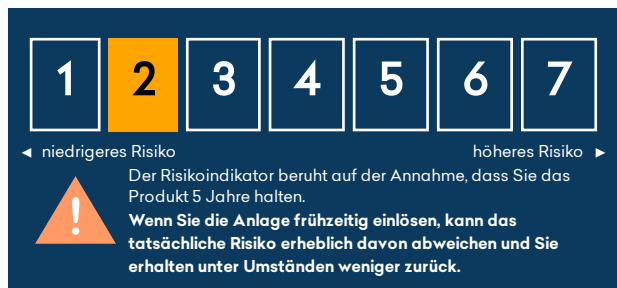 1 2 3 4 5 6 7
◄ niedrigeres Risiko höheres Risiko ►
Der Risikoindikator beruht auf der Annahme, dass Sie das
Produkt 5 Jahre halten.
!
Wenn Sie die Anlage frühzeitig einlösen, kann das
tatsächliche Risiko erheblich davon abweichen und Sie
erhalten unter Umständen weniger zurück.